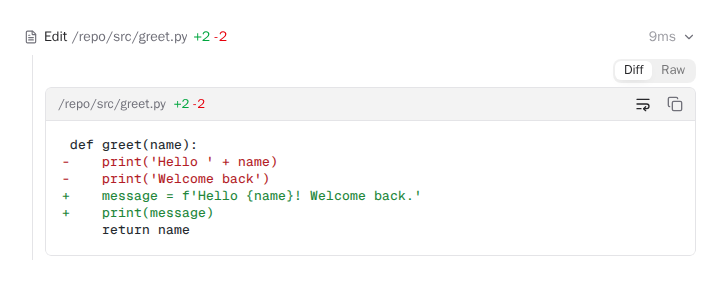 Edit /repo/src/greet.py +2 -2 9ms
Diff Raw
/repo/src/greet.py +2 -2
 def greet(name):
-    print('Hello ' + name)
-    print('Welcome back')
+    message = f'Hello {name}! Welcome back.'
+    print(message)
     return name